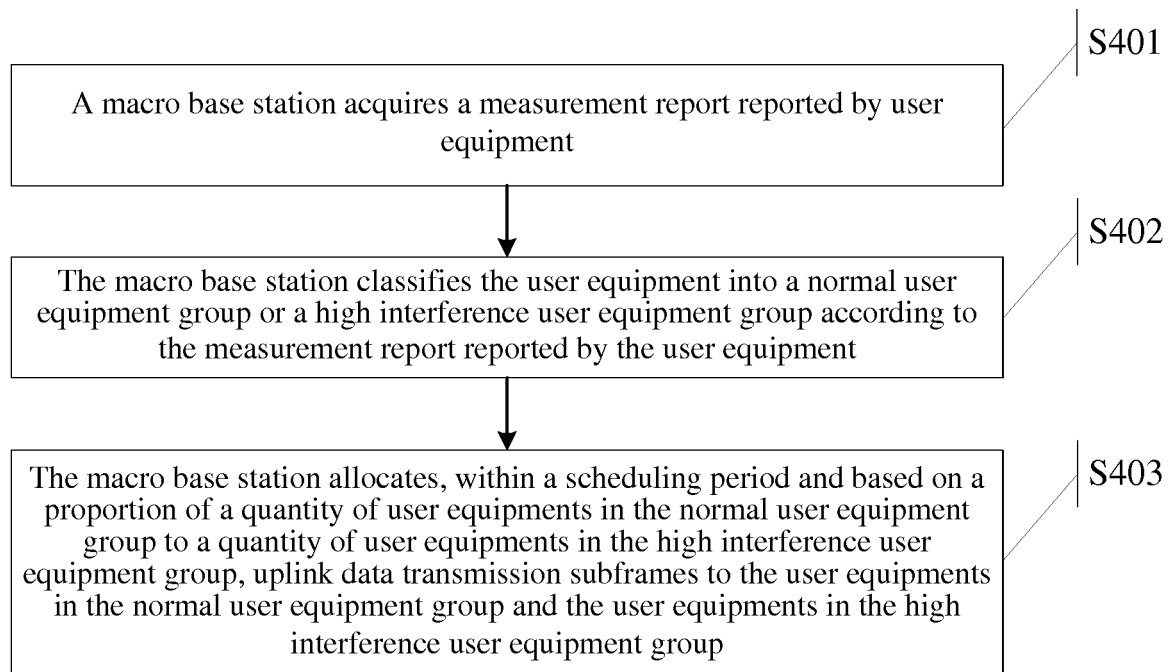 S401
A macro base station acquires a measurement report reported by user
equipment
S402
The macro base station classifies the user equipment into a normal user
equipment group or a high interference user equipment group according to
the measurement report reported by the user equipment
S403
The macro base station allocates, within a scheduling period and based on a
proportion of a quantity of user equipments in the normal user equipment
group to a quantity of user equipments in the high interference user
equipment group, uplink data transmission subframes to the user equipments
in the normal user equipment group and the user equipments in the high
interference user equipment group